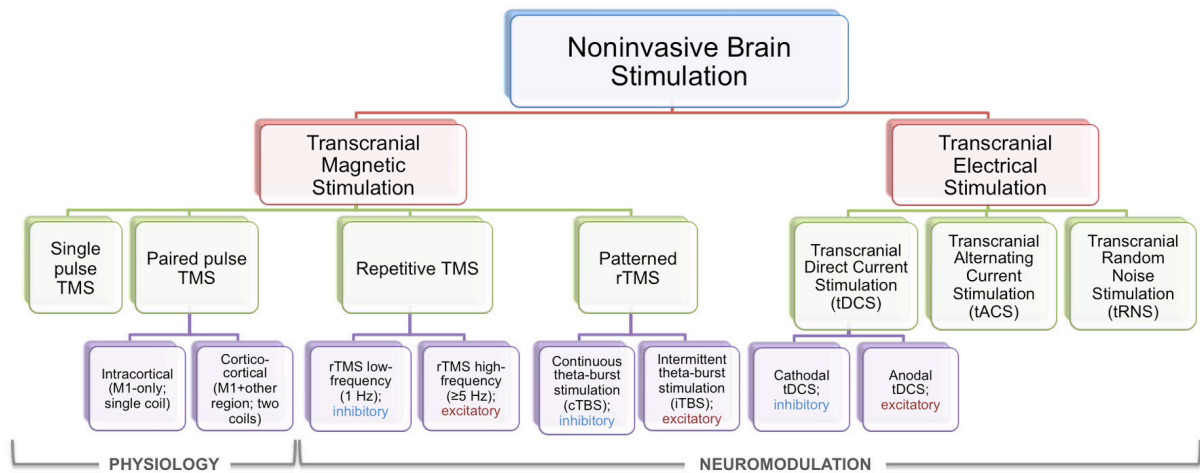 Noninvasive Brain
Stimulation
Transcranial
Magnetic
Stimulation
Transcranial
Electrical
Stimulation
Single
pulse
TMS
Paired pulse
TMS
Repetitive TMS
Patterned
rTMS
Transcranial
Direct Current
Stimulation
(tDCS)
Transcranial
Alternating
Current
Stimulation
(tACS)
Transcranial
Random
Noise
Stimulation
(tRNS)
Intracortical
(M1-only;
single coil)
Cortico-
cortical
(M1+other
region; two
coils)
rTMS low-
frequency
(1 Hz);
inhibitory
rTMS high-
frequency
(≥5 Hz);
excitatory
Continuous
theta-burst
stimulation
(cTBS);
inhibitory
Intermittent
theta-burst
stimulation
(iTBS);
excitatory
Cathodal
tDCS;
inhibitory
Anodal
tDCS;
excitatory
PHYSIOLOGY
NEUROMODULATION